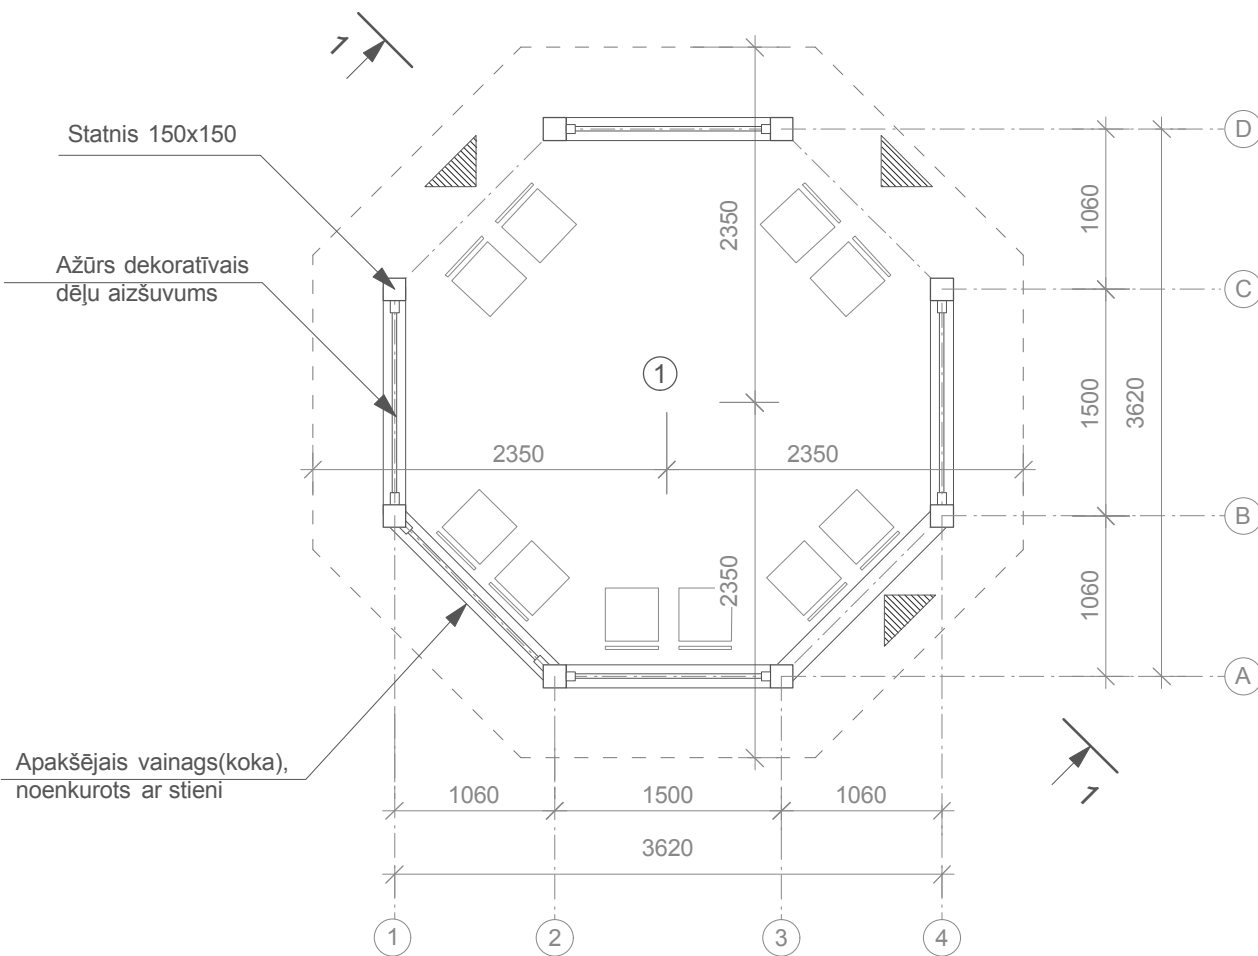 1
Statnis 150x150
D
2350
1060
Ažūrs dekoratīvais
dēļu aizšuvums
C
1
1500
3620
2350
2350
B
2350
1060
A
Apakšējais vainags(koka),
noenkurots ar stieni
1
1060
1500
1060
3620
1
2
3
4